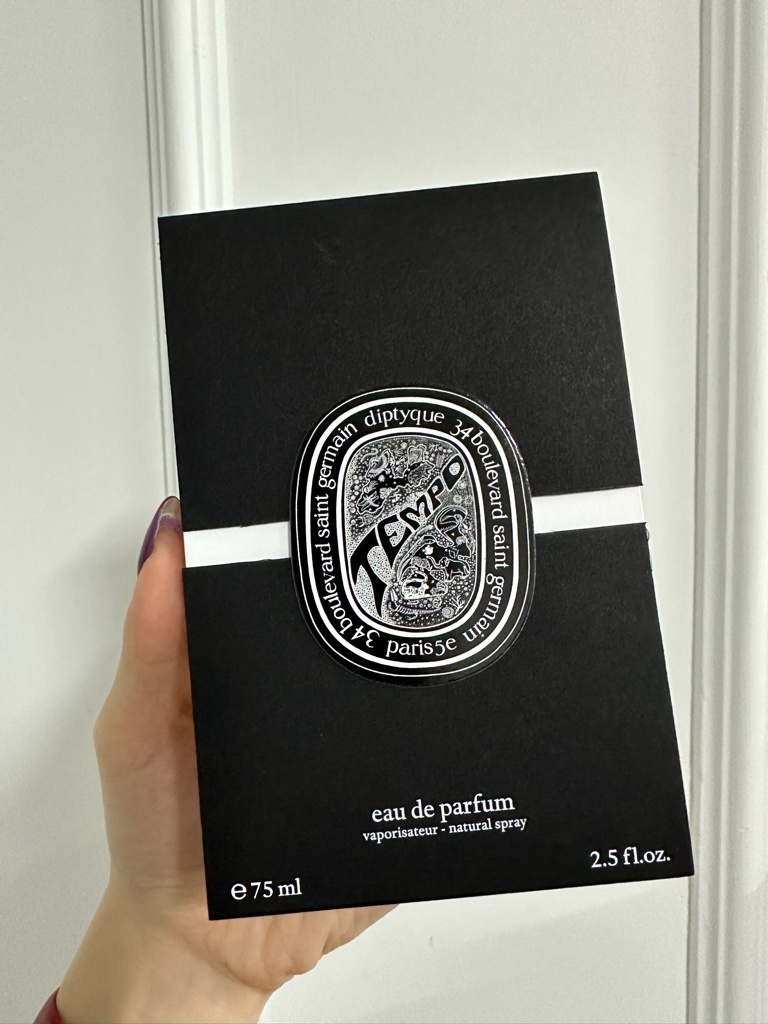 diptyque 34 boulevard saint germain paris5e 34 boulevard saint germain
TEMPO
eau de parfum
vaporisateur - natural spray
2.5 fl.oz.
℮ 75 ml